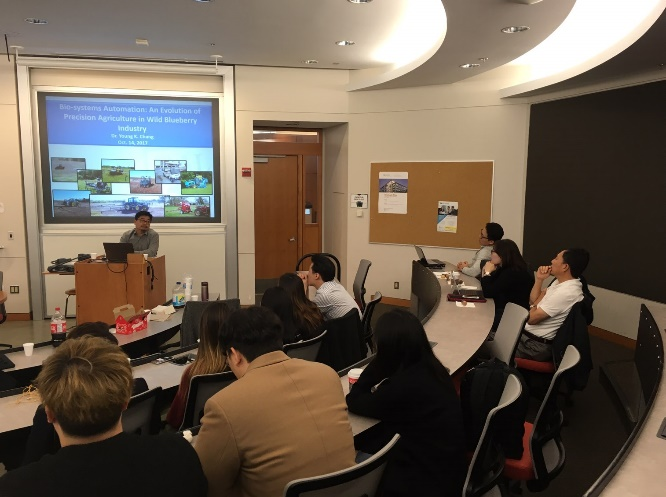 Bio-systems Automation: An Evolution of
Precision Agriculture in Wild Blueberry
Industry
Dr. Young K. Chang
Oct. 14, 2017